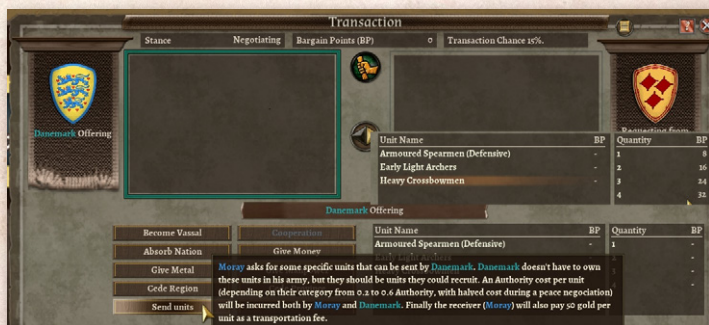 Transaction
Stance Negotiating Bargain Points (BP) 0 Transaction Chance 15%.
Danemark Offering
Requesting from
Unit Name BP
Armoured Spearmen (Defensive) -
Early Light Archers -
Heavy Crossbowmen -
Quantity BP
1 8
2 16
3 24
4 32
Danemark Offering
Become Vassal Cooperation
Absorb Nation Give Money
Give Metal
Cede Region
Send units
Unit Name BP
Armoured Spearmen (Defensive) -
Early Light Archers
Quantity BP
1 -
Moray asks for some specific units that can be sent by Danemark. Danemark doesn't have to own
these units in his army, but they should be units they could recruit. An Authority cost per unit
(depending on their category from 0.2 to 0.6 Authority, with halved cost during a peace negociation)
will be incurred both by Moray and Danemark. Finally the receiver (Moray) will also pay 50 gold per
unit as a transportation fee.